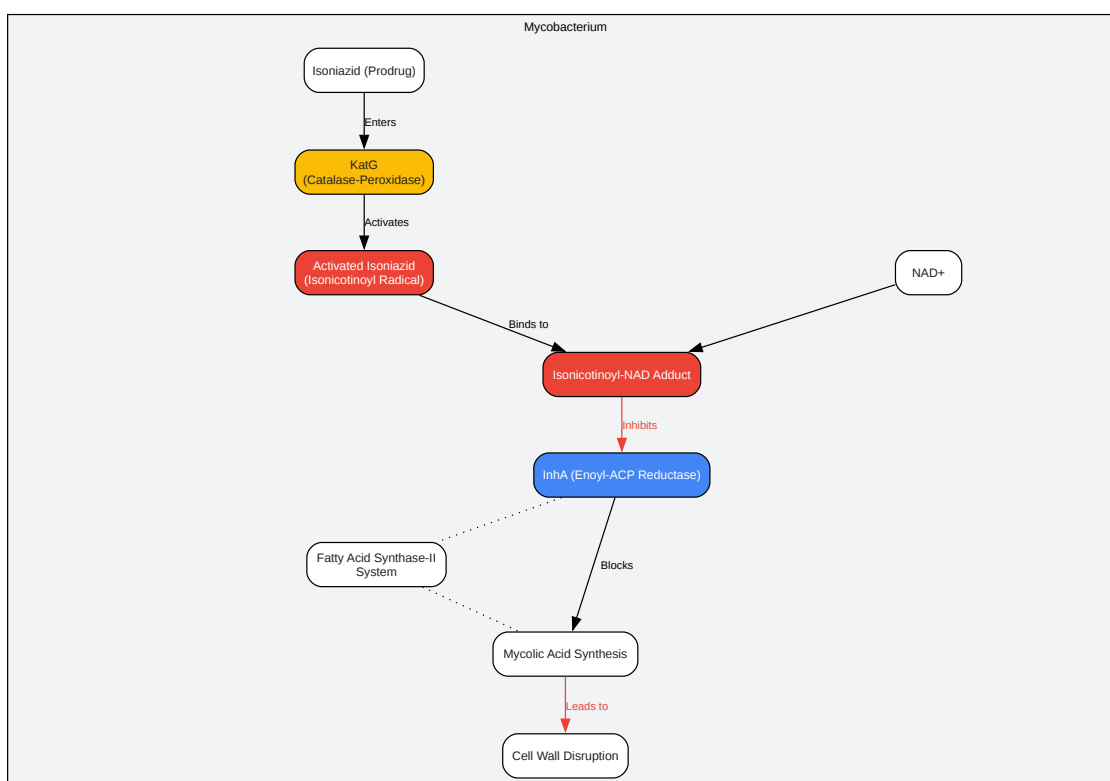 Mycobacterium
Isoniazid (Prodrug)
Enters
KatG
(Catalase-Peroxidase)
Activates
Activated Isoniazid
(Isonicotinoyl Radical)
NAD+
Binds to
Isonicotinoyl-NAD Adduct
Inhibits
InhA (Enoyl-ACP Reductase)
Fatty Acid Synthase-II
System
Blocks
Mycolic Acid Synthesis
Leads to
Cell Wall Disruption